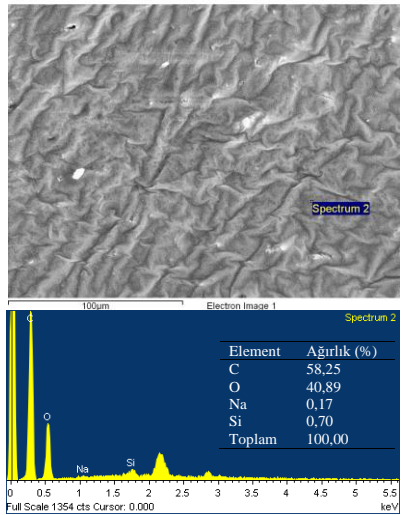 Spectrum 2
100µm Electron Image 1
Spectrum 2
C
O
Na
Si
Element Ağırlık (%)
C 58,25
O 40,89
Na 0,17
Si 0,70
Toplam 100,00
0 0.5 1 1.5 2 2.5 3 3.5 4 4.5 5 5.5
Full Scale 1354 cts Cursor: 0.000 keV